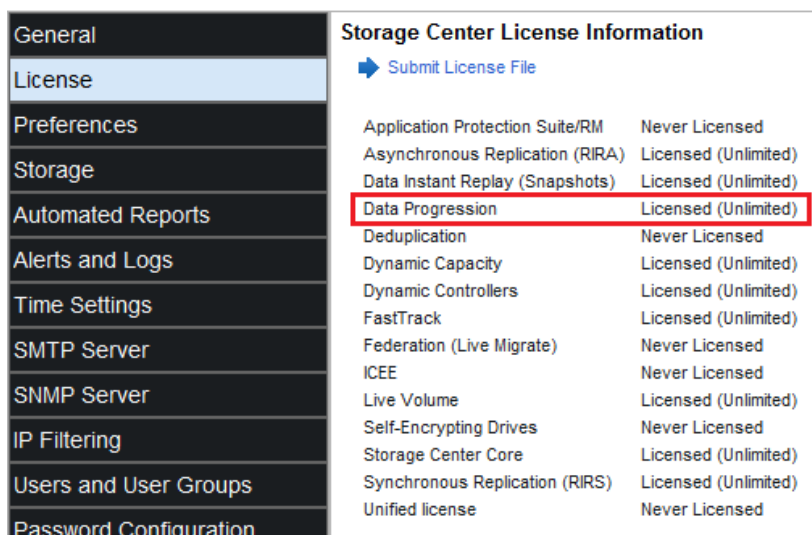 General
License
Preferences
Storage
Automated Reports
Alerts and Logs
Time Settings
SMTP Server
SNMP Server
IP Filtering
Users and User Groups
Password Configuration
Storage Center License Information
Submit License File
Application Protection Suite/RM Never Licensed
Asynchronous Replication (RIRA) Licensed (Unlimited)
Data Instant Replay (Snapshots) Licensed (Unlimited)
Data Progression Licensed (Unlimited)
Deduplication Never Licensed
Dynamic Capacity Licensed (Unlimited)
Dynamic Controllers Licensed (Unlimited)
FastTrack Licensed (Unlimited)
Federation (Live Migrate) Never Licensed
ICEE Never Licensed
Live Volume Licensed (Unlimited)
Self-Encrypting Drives Never Licensed
Storage Center Core Licensed (Unlimited)
Synchronous Replication (RIRS) Licensed (Unlimited)
Unified license Never Licensed